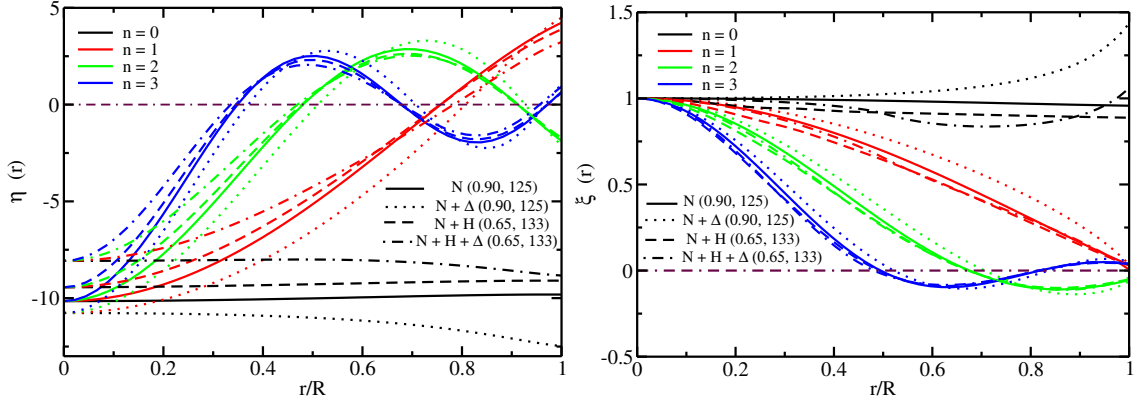 n = 0
n = 1
n = 2
n = 3
5
0
-5
-10
η (r)
N (0.90, 125)
N + Δ (0.90, 125)
N + H (0.65, 133)
N + H + Δ (0.65, 133)
0 0.2 0.4 0.6 0.8 1
r/R
n = 0
n = 1
n = 2
n = 3
1.5
1
0.5
0
-0.5
ξ (r)
N (0.90, 125)
N + Δ (0.90, 125)
N + H (0.65, 133)
N + H + Δ (0.65, 133)
0 0.2 0.4 0.6 0.8 1
r/R